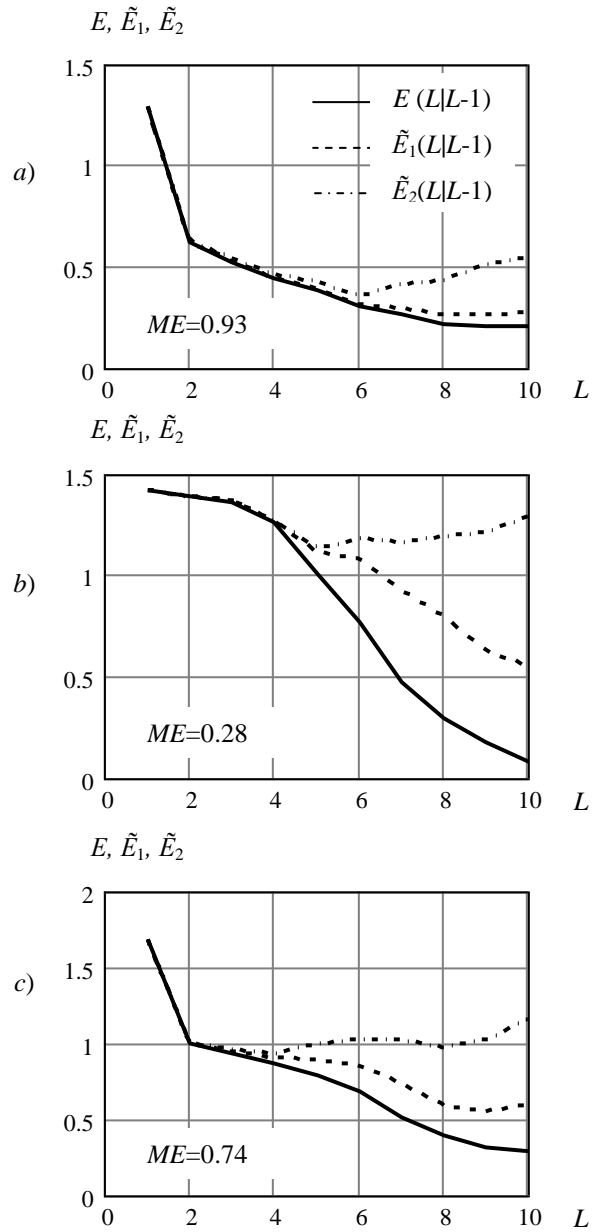 E, Ẽ₁, Ẽ₂
1.5
1
0.5
0
a)
E (L|L-1)
Ẽ₁(L|L-1)
Ẽ₂(L|L-1)
ME=0.93
0 2 4 6 8 10 L
E, Ẽ₁, Ẽ₂
1.5
1
0.5
0
b)
ME=0.28
0 2 4 6 8 10 L
E, Ẽ₁, Ẽ₂
2
1.5
1
0.5
0
c)
ME=0.74
0 2 4 6 8 10 L